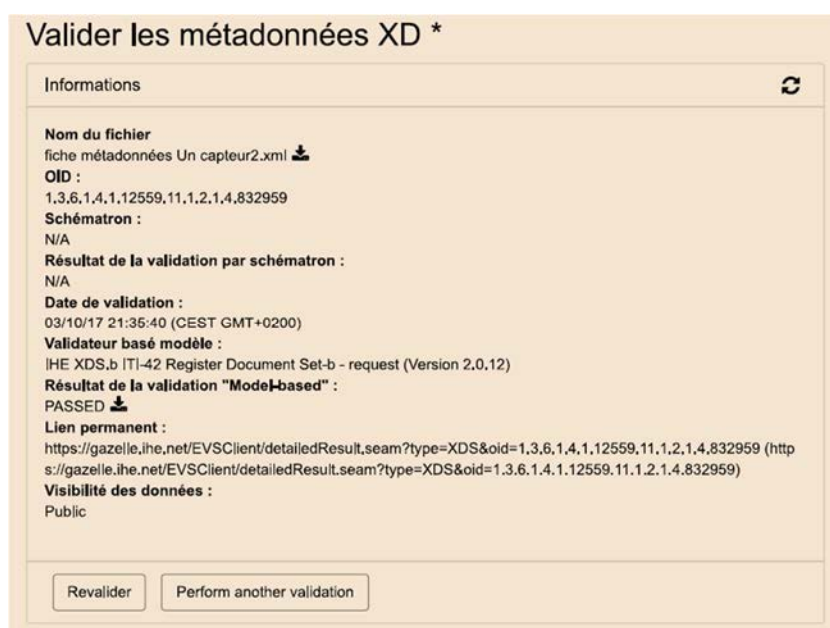 Valider les métadonnées XD *
Informations
Nom du fichier
fiche métadonnées Un capteur2.xml
OID :
1.3.6.1.4.1.12559.11.1.2.1.4.832959
Schématron :
N/A
Résultat de la validation par schématron :
N/A
Date de validation :
03/10/17 21:35:40 (CEST GMT+0200)
Validateur basé modèle :
IHE XDS.b ITI-42 Register Document Set-b - request (Version 2.0.12)
Résultat de la validation "Model-based" :
PASSED
Lien permanent :
https://gazelle.ihe.net/EVSClient/detailedResult.seam?type=XDS&oid=1.3.6.1.4.1.12559.11.1.2.1.4.832959 (http
s://gazelle.ihe.net/EVSClient/detailedResult.seam?type=XDS&oid=1.3.6.1.4.1.12559.11.1.2.1.4.832959)
Visibilité des données :
Public
Revalider Perform another validation